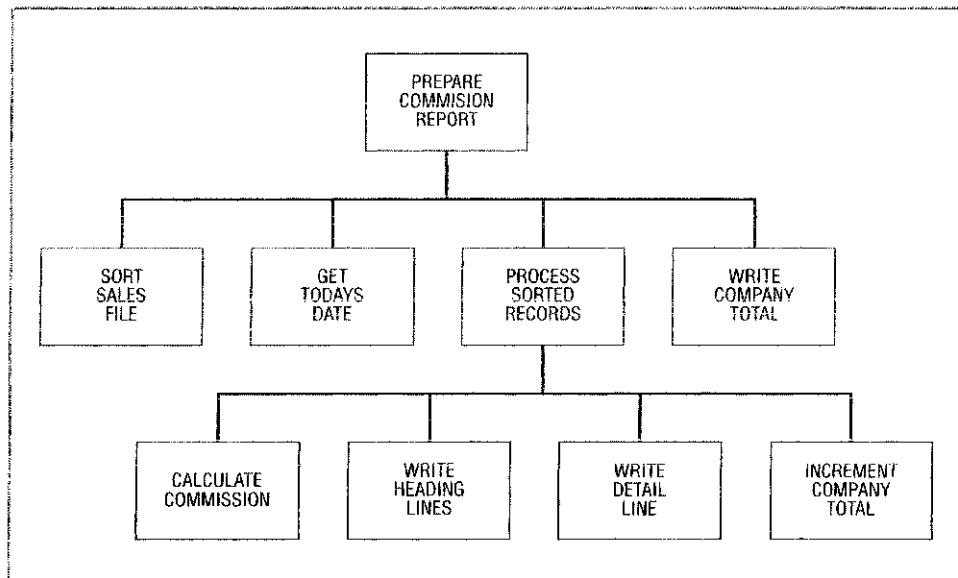 PREPARE
COMMISION
REPORT
SORT
SALES
FILE
GET
TODAYS
DATE
PROCESS
SORTED
RECORDS
WRITE
COMPANY
TOTAL
CALCULATE
COMMISSION
WRITE
HEADING
LINES
WRITE
DETAIL
LINE
INCREMENT
COMPANY
TOTAL